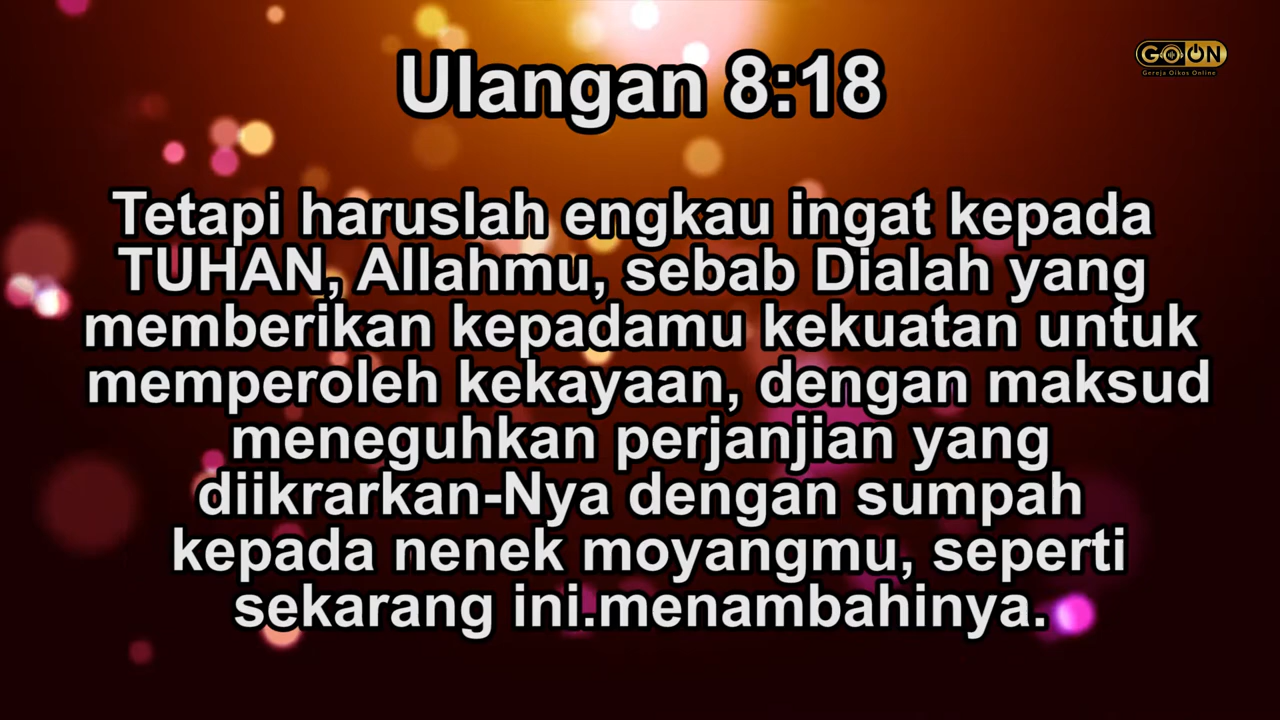 GOON
Gereja Oikos Online
Ulangan 8:18
Tetapi haruslah engkau ingat kepada
TUHAN, Allahmu, sebab Dialah yang
memberikan kepadamu kekuatan untuk
memperoleh kekayaan, dengan maksud
meneguhkan perjanjian yang
diikrarkan-Nya dengan sumpah
kepada nenek moyangmu, seperti
sekarang ini.menambahinya.